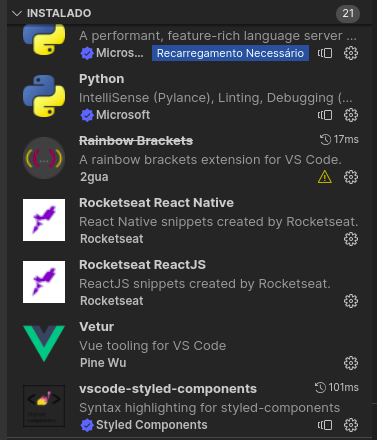 INSTALADO 21
A performant, feature-rich language server ...
Micros... Recarregamento Necessário
Python
IntelliSense (Pylance), Linting, Debugging (...
Microsoft
Rainbow Brackets 17ms
A rainbow brackets extension for VS Code.
2gua
Rocketseat React Native
React Native snippets created by Rocketseat.
Rocketseat
Rocketseat ReactJS
ReactJS snippets created by Rocketseat.
Rocketseat
Vetur
Vue tooling for VS Code
Pine Wu
vscode-styled-components 101ms
Syntax highlighting for styled-components
Styled Components